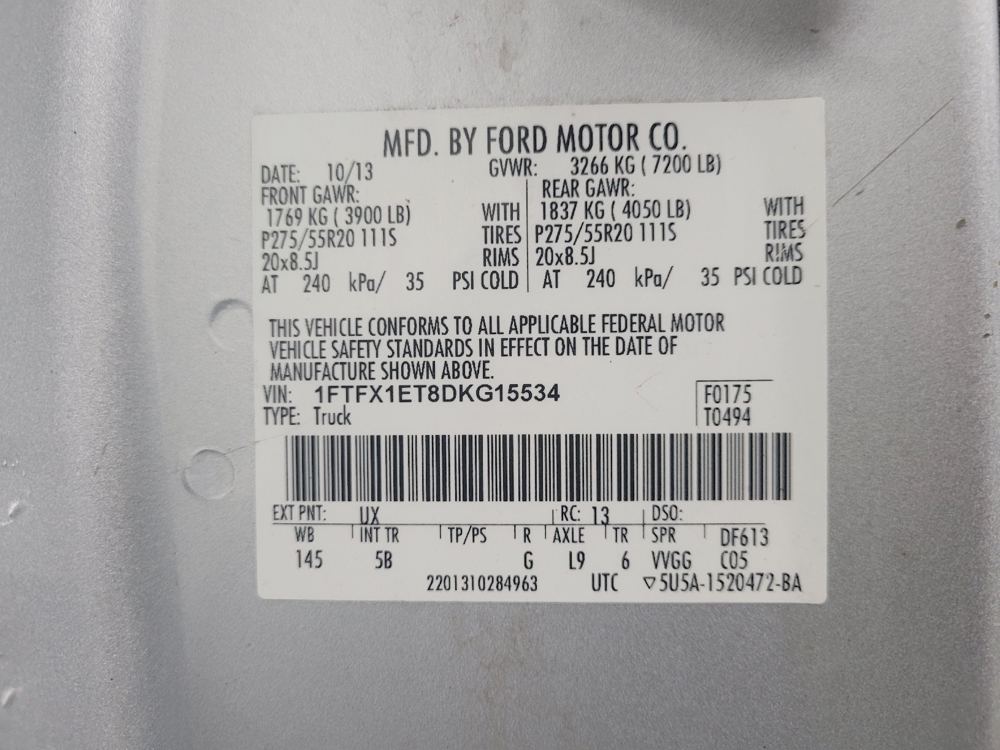 MFD. BY FORD MOTOR CO.
DATE: 10/13 GVWR: 3266 KG ( 7200 LB)
FRONT GAWR: REAR GAWR:
1769 KG ( 3900 LB) WITH 1837 KG ( 4050 LB) WITH
P275/55R20 111S TIRES P275/55R20 111S TIRES
20x8.5J RIMS 20x8.5J RIMS
AT 240 kPa/ 35 PSI COLD AT 240 kPa/ 35 PSI COLD
THIS VEHICLE CONFORMS TO ALL APPLICABLE FEDERAL MOTOR
VEHICLE SAFETY STANDARDS IN EFFECT ON THE DATE OF
MANUFACTURE SHOWN ABOVE.
VIN: 1FTFX1ET8DKG15534 F0175
TYPE: Truck T0494
EXT PNT: UX RC: 13 DSO:
WB INT TR TP/PS R AXLE TR SPR DF613
145 5B G L9 6 VVGG C05
2201310284963 UTC ▽5U5A-1520472-BA